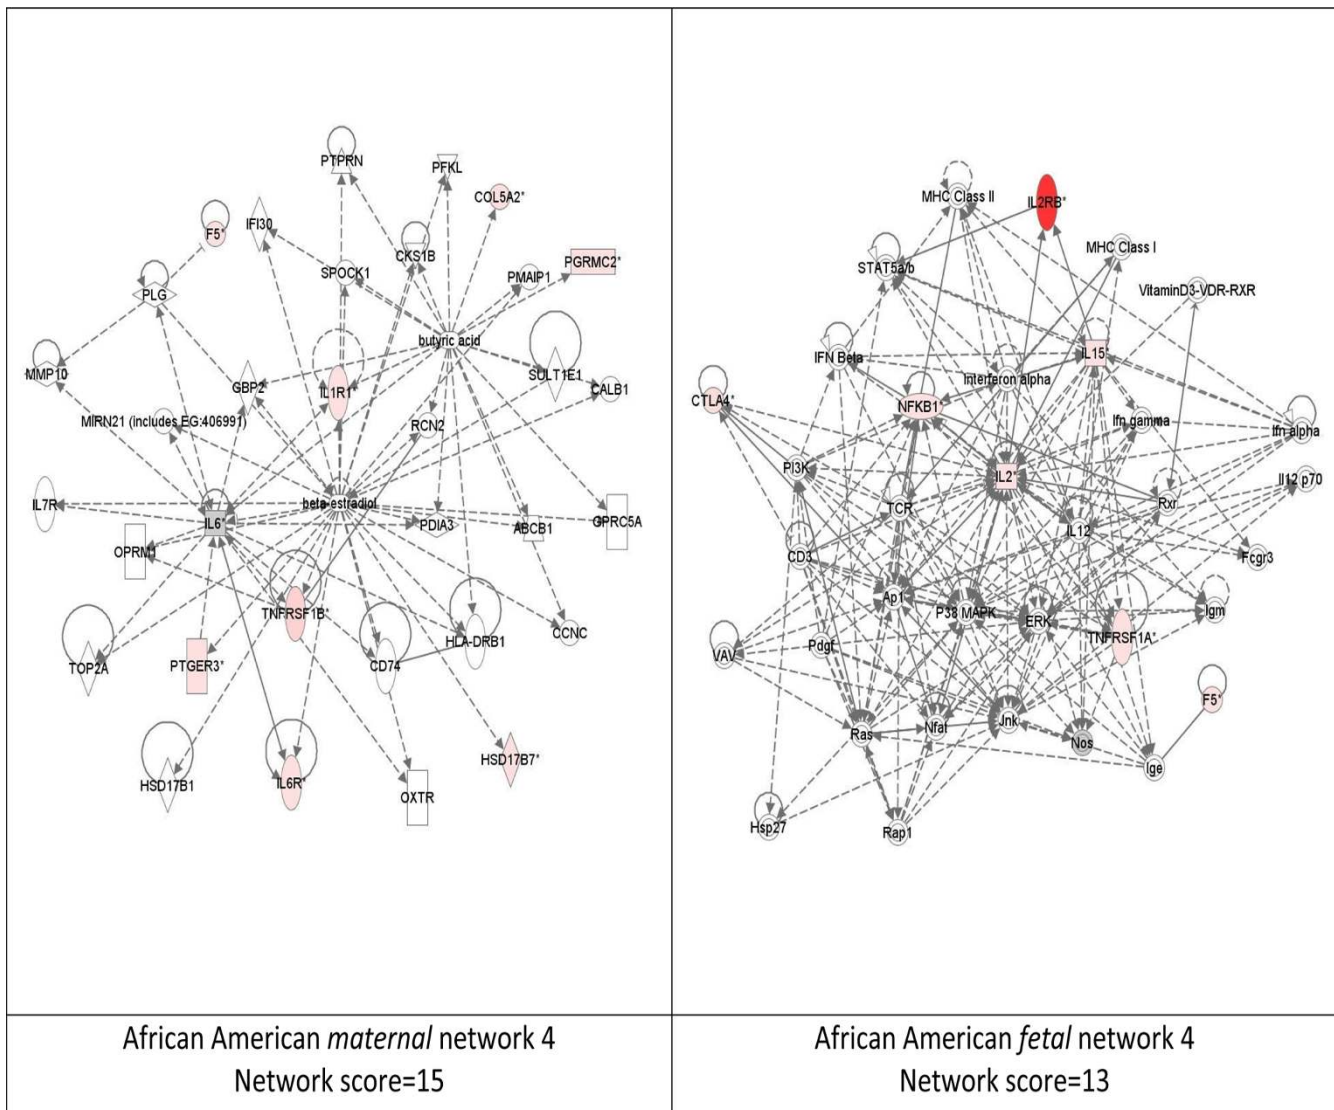 PTPRN
PFKL
COL5A2*
F5*
IFI30
CKS1B
PGRMC2*
SPOCK1
PMAIP1
PLG
butyric acid
MMP10
GBP2
IL1R1*
SULT1E1
CALB1
MIRN21 (includes EG:406991)
RCN2
IL7R
beta-estradiol
IL6*
PDIA3
ABCB1
GPRC5A
OPRM1
TNFRSF1B*
HLA-DRB1
CCNC
TOP2A
PTGER3*
CD74
HSD17B1
IL6R*
HSD17B7*
OXTR
African American maternal network 4
Network score=15
MHC Class II
IL2RB*
MHC Class I
STAT5a/b
VitaminD3-VDR-RXR
IFN Beta
IL15*
Interferon alpha
CTLA4*
NFKB1*
Ifn gamma
Ifn alpha
PI3K
IL2*
Il12 p70
TCR
Rxr
IL12
CD3
Fcgr3
Ap1
P38 MAPK
ERK
Igm
TNFRSF1A*
VAV
Pdgf
F5*
Ras
Nfat
Jnk
Nos
Ige
Hsp27
Rap1
African American fetal network 4
Network score=13